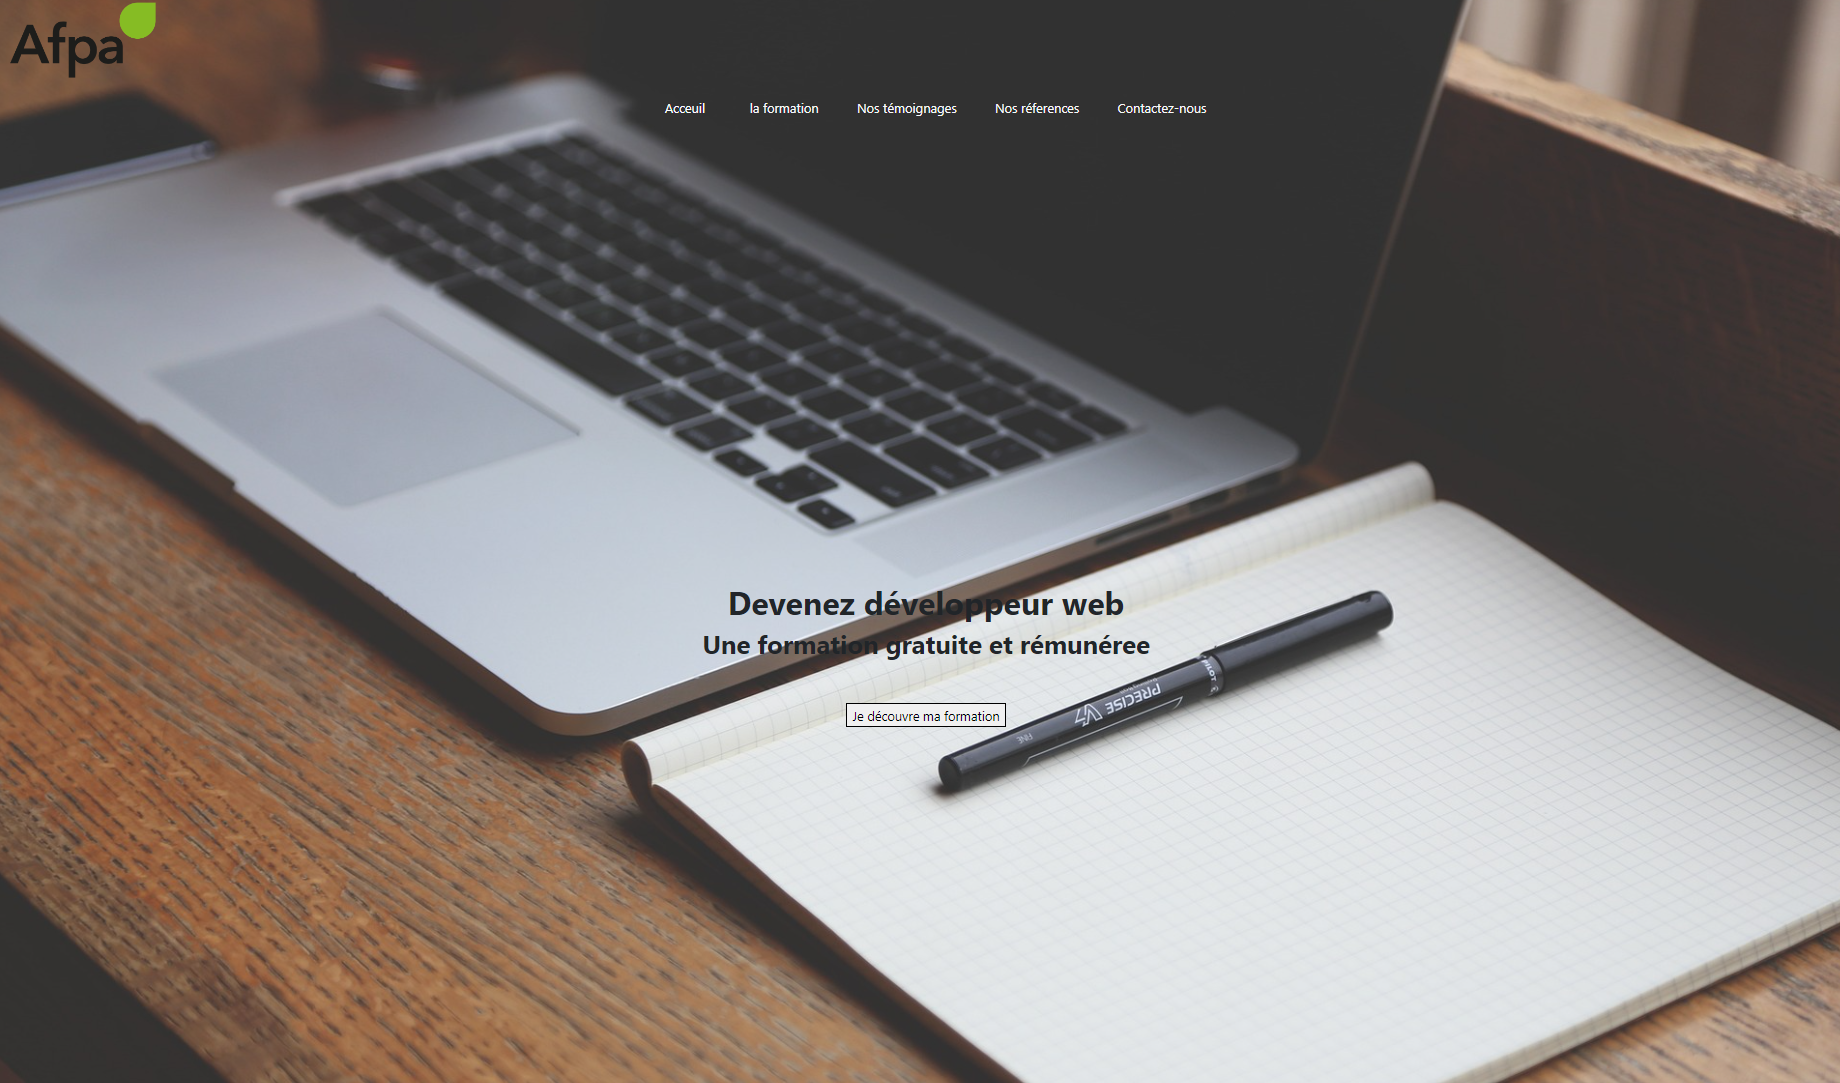 Afpa
Acceuil la formation Nos témoignages Nos réferences Contactez-nous
Devenez développeur web
Une formation gratuite et rémunéree
Je découvre ma formation
PILOT
PRECISE V7
FINE